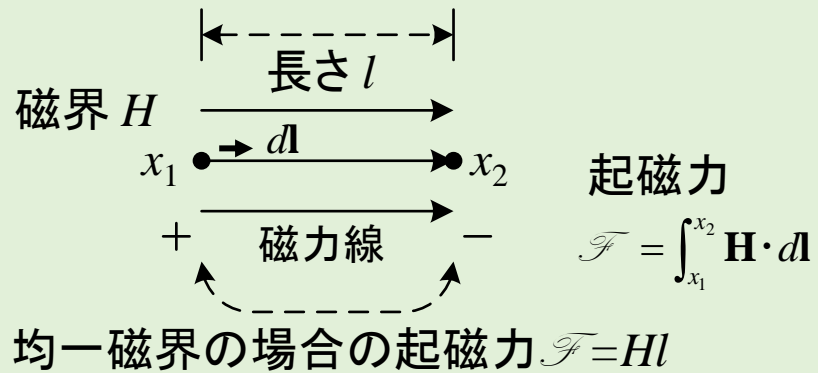 長さ l
磁界 H
x₁ dl x₂
起磁力
+ 磁力線 −
ℱ = ∫ₓ₁ˣ² H·dl
均一磁界の場合の起磁力ℱ=Hl